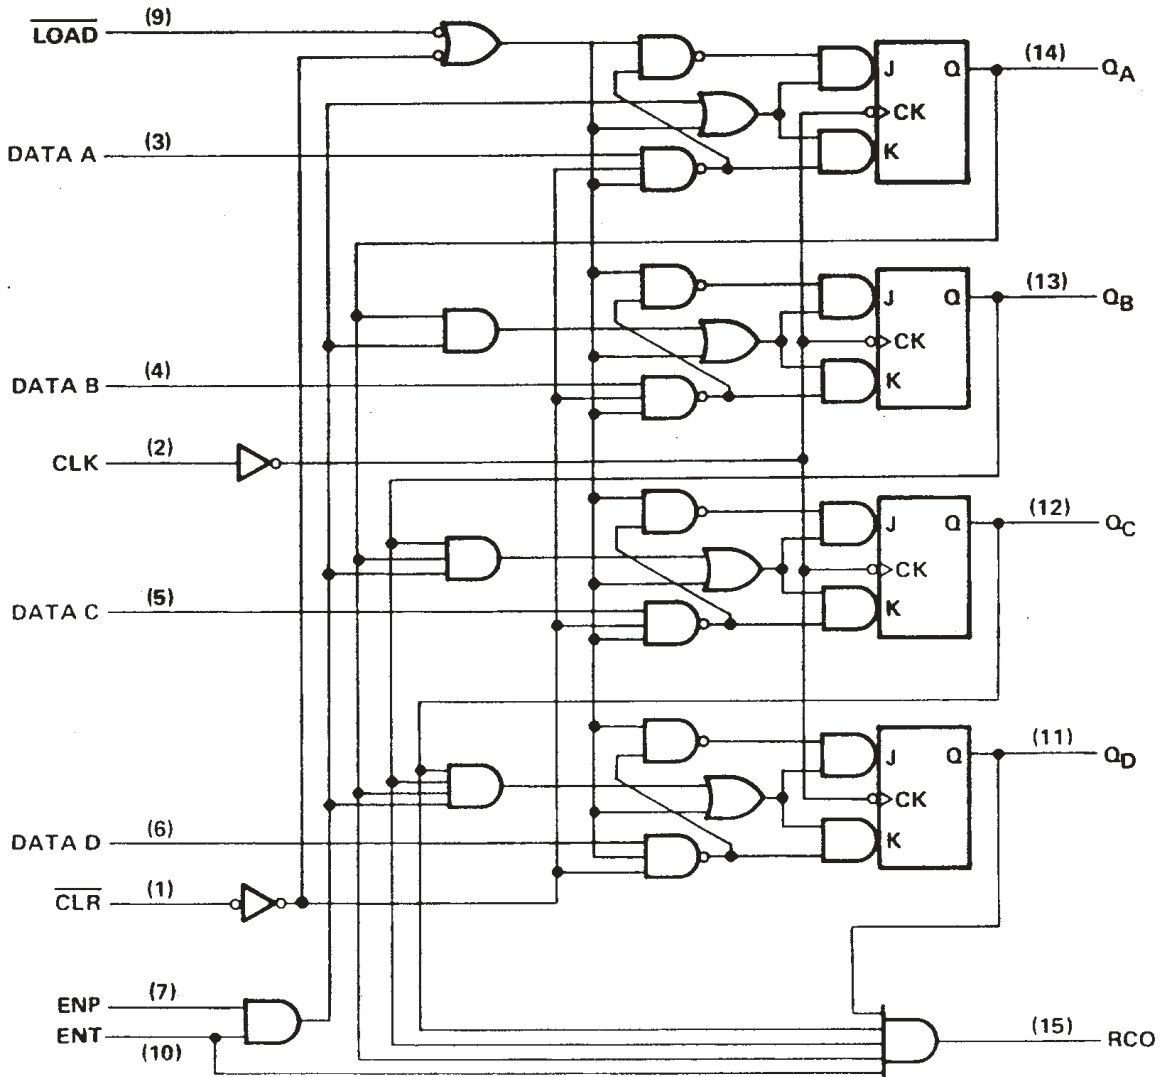 LOAD (9)
J Q (14) QA
CK
DATA A (3)
K
J Q (13) QB
CK
DATA B (4)
K
CLK (2)
J Q (12) QC
CK
DATA C (5)
K
J Q (11) QD
CK
DATA D (6)
K
CLR (1)
ENP (7)
ENT (10)
(15) RCO